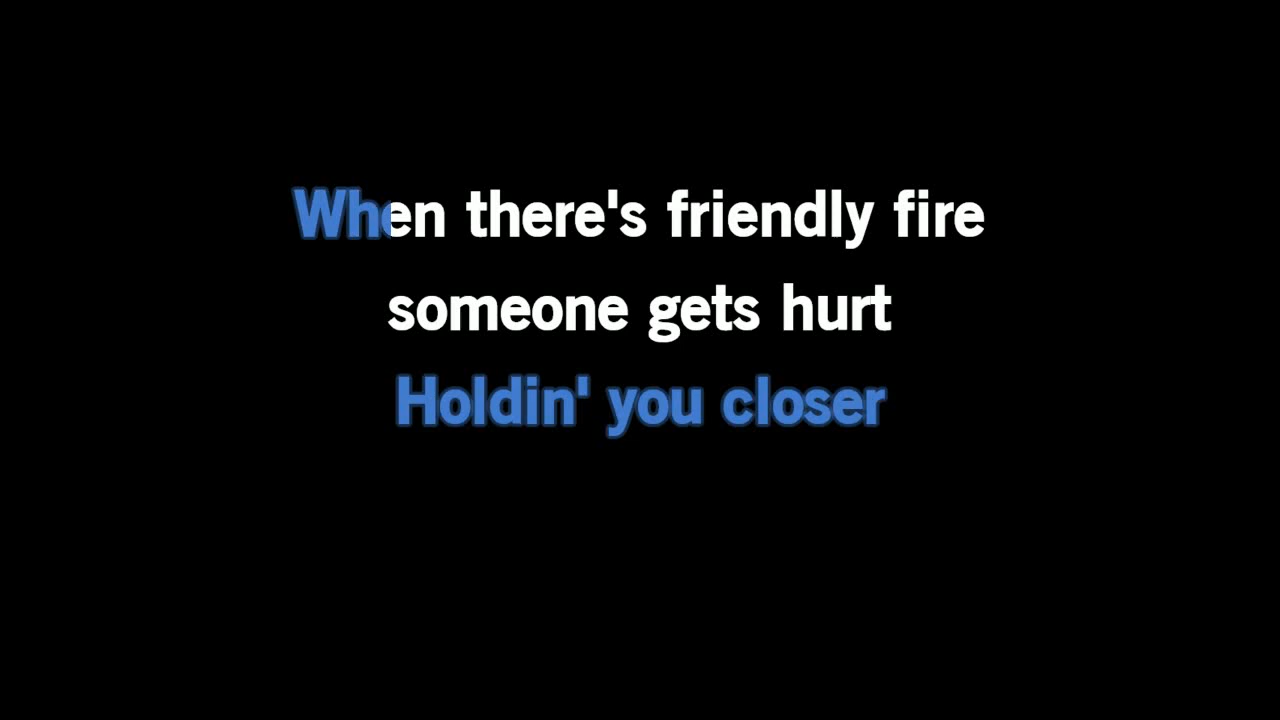 When there's friendly fire
someone gets hurt
Holdin' you closer